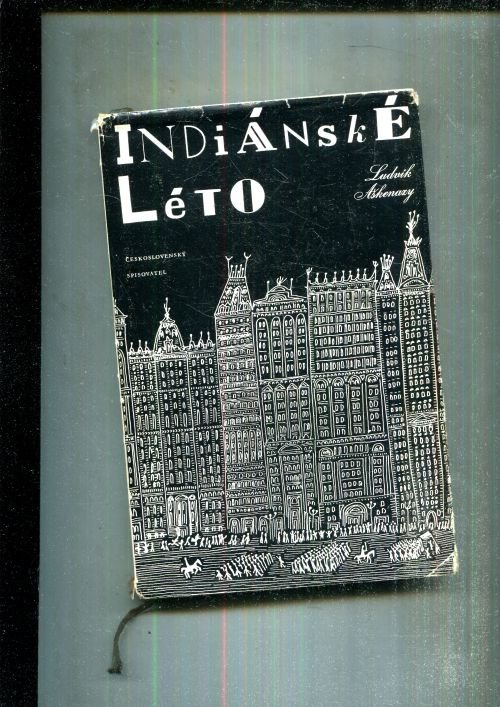 INDiÁNskÉ
LéTO
Ludvík
Aškenazy
ČESKOSLOVENSKÝ
SPISOVATEL